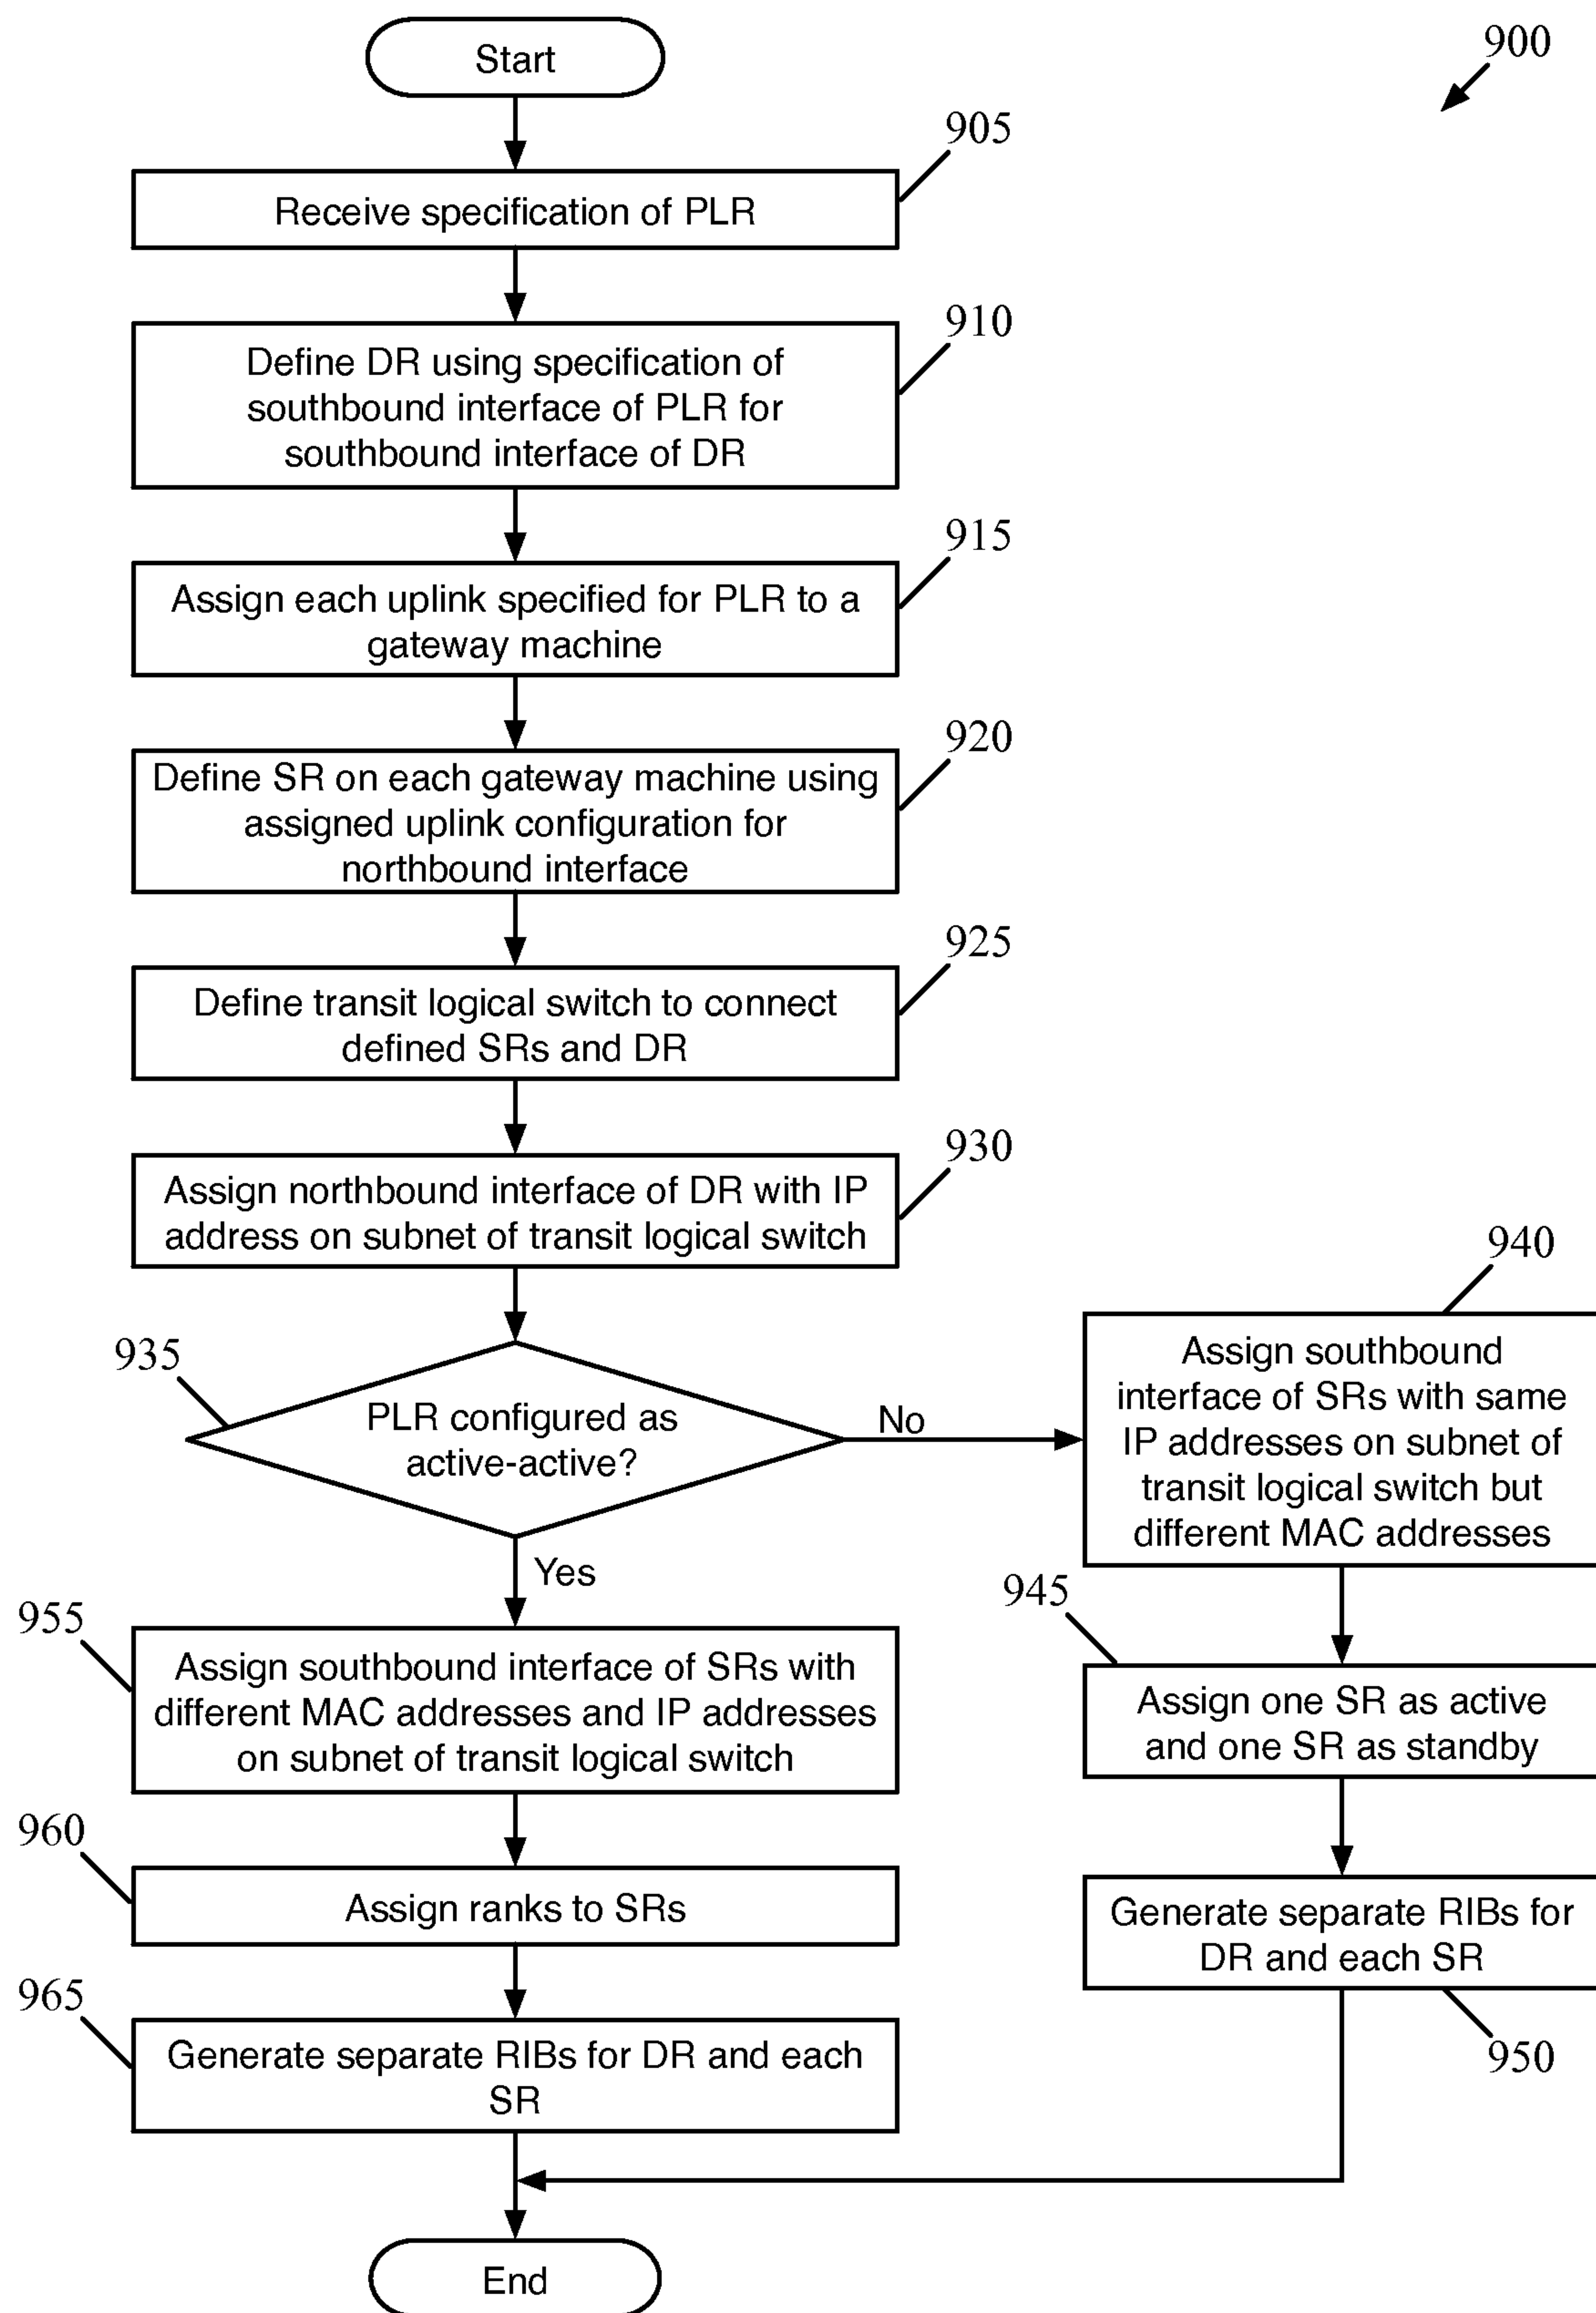 Start
900
905
Receive specification of PLR
910
Define DR using specification of
southbound interface of PLR for
southbound interface of DR
915
Assign each uplink specified for PLR to a
gateway machine
920
Define SR on each gateway machine using
assigned uplink configuration for
northbound interface
925
Define transit logical switch to connect
defined SRs and DR
930
Assign northbound interface of DR with IP
address on subnet of transit logical switch
935
PLR configured as
active-active?
No
Yes
940
Assign southbound
interface of SRs with same
IP addresses on subnet of
transit logical switch but
different MAC addresses
945
Assign one SR as active
and one SR as standby
Generate separate RIBs for
DR and each SR
950
955
Assign southbound interface of SRs with
different MAC addresses and IP addresses
on subnet of transit logical switch
960
Assign ranks to SRs
965
Generate separate RIBs for DR and each
SR
End